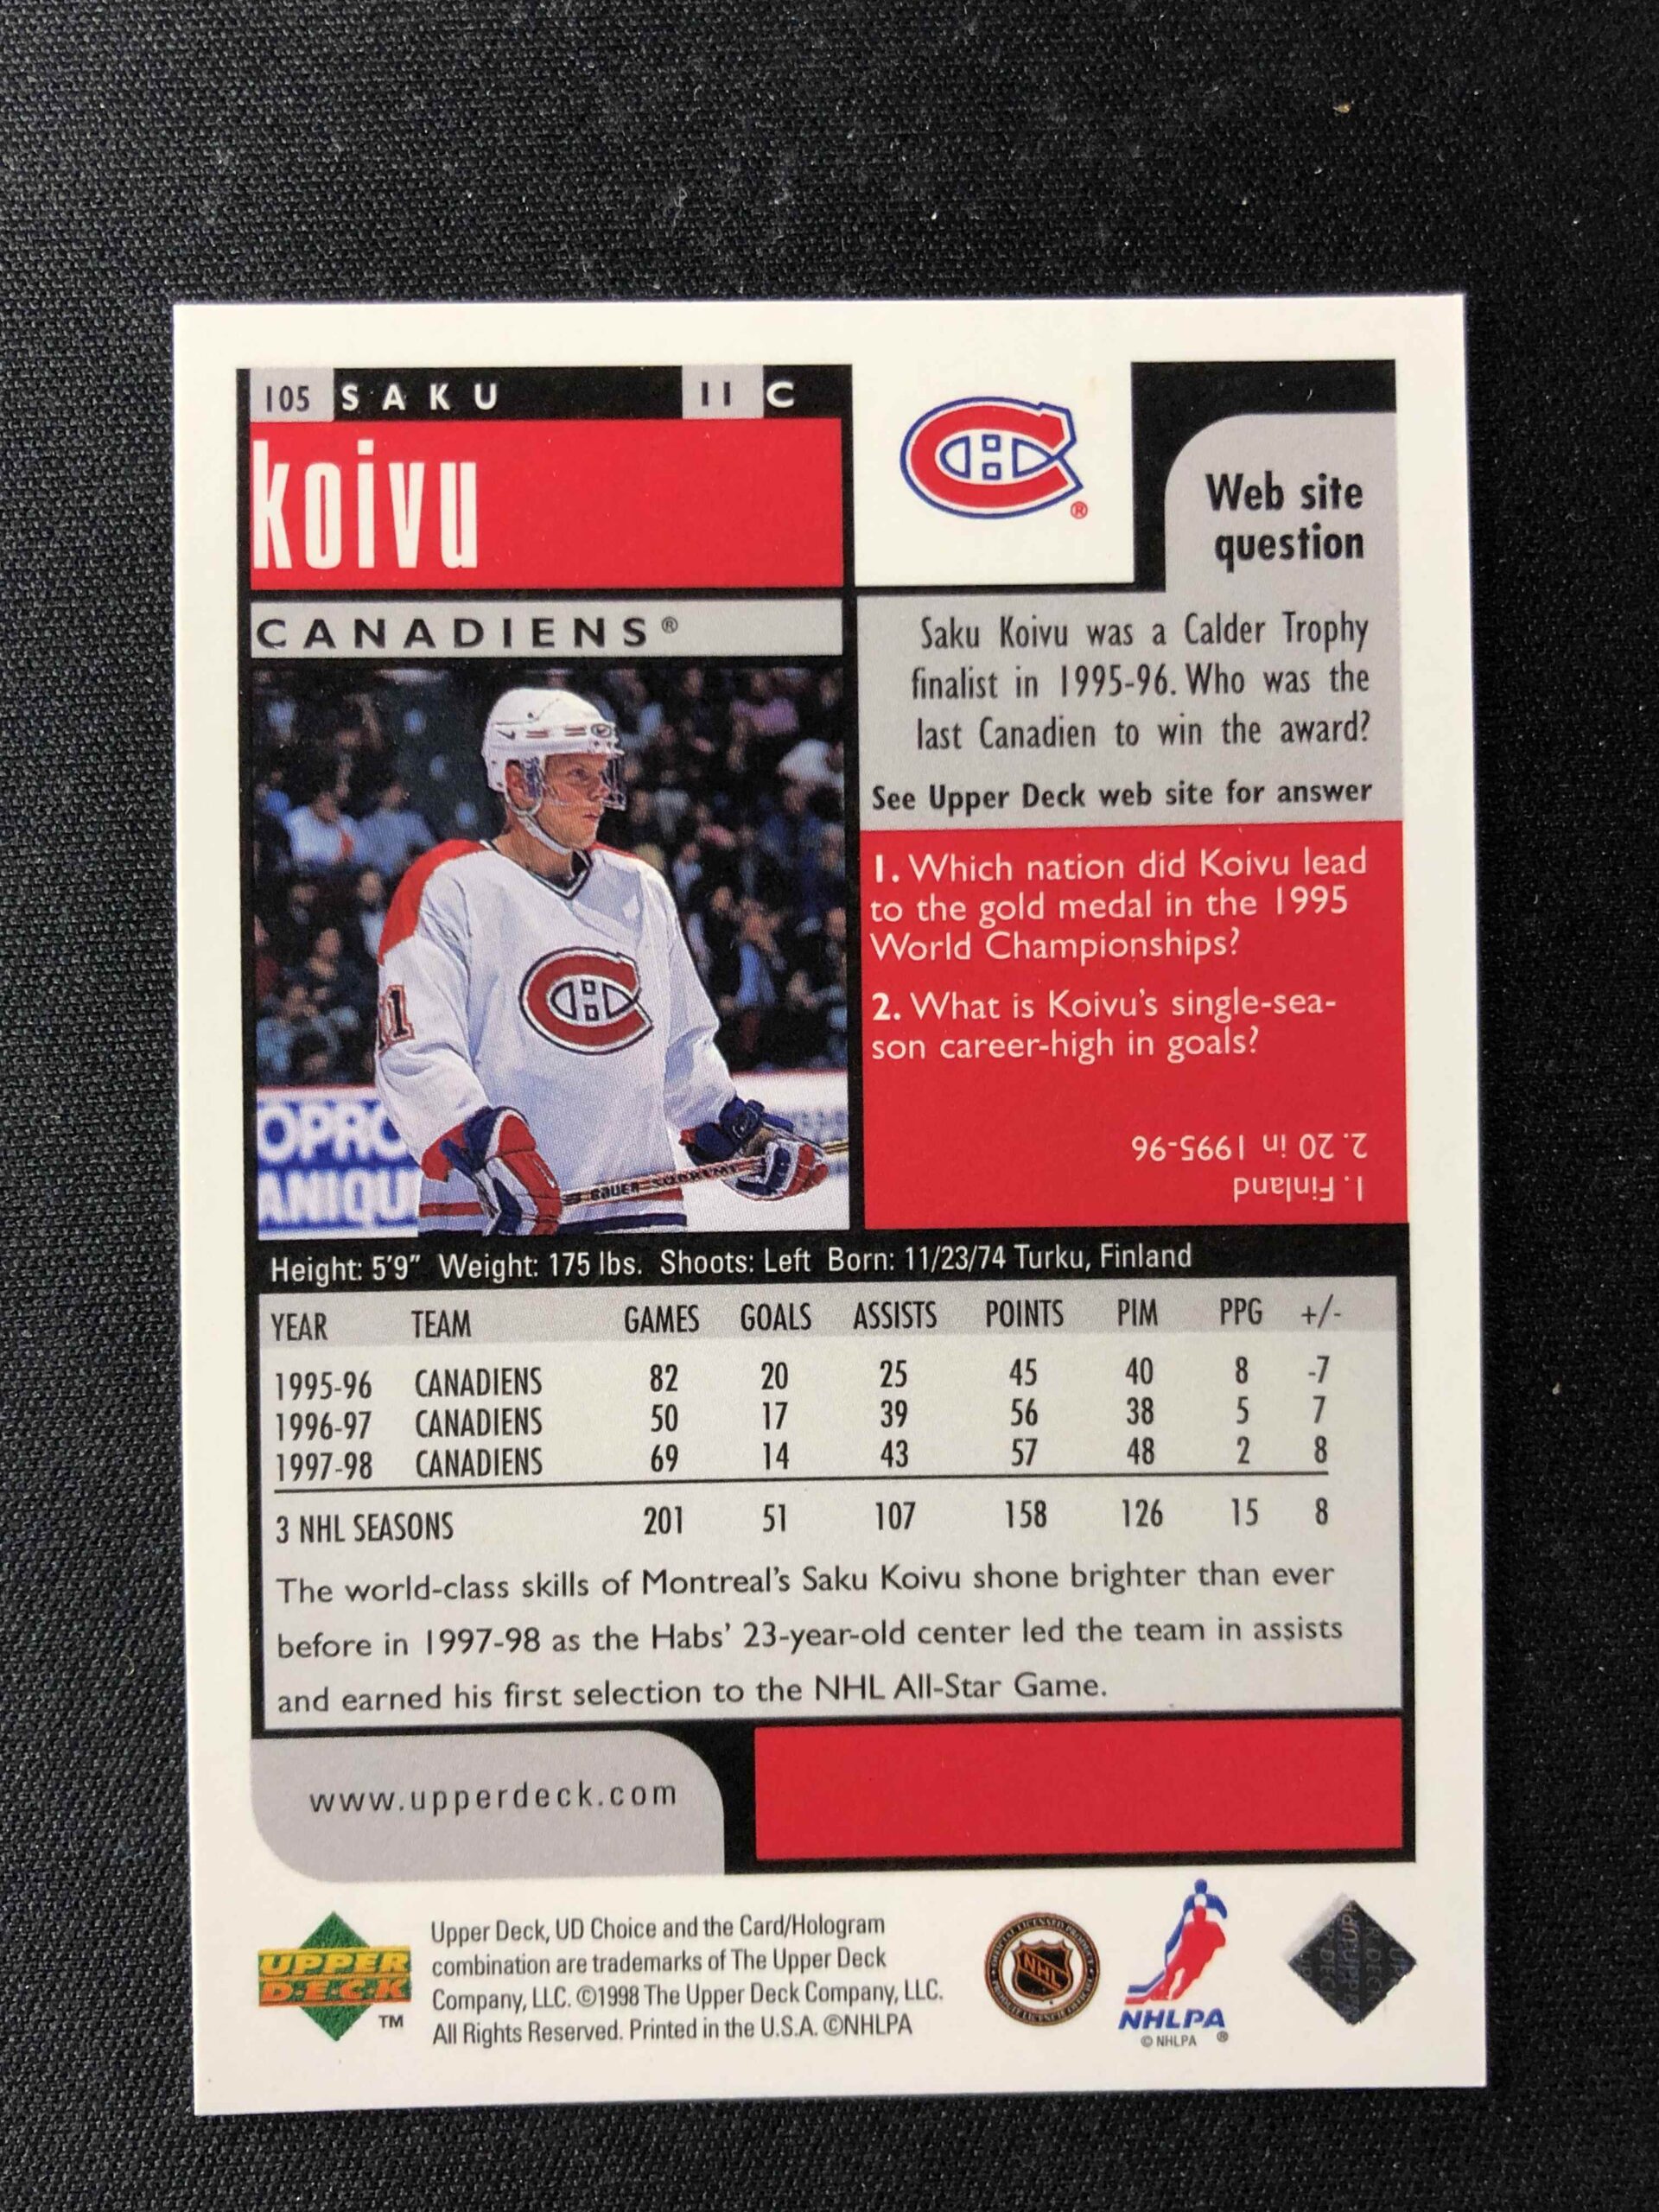 105 SAKU 11 C
koivu
CANADIENS®
®
Web site
question
Saku Koivu was a Calder Trophy
finalist in 1995-96. Who was the
last Canadien to win the award?
See Upper Deck web site for answer
1. Which nation did Koivu lead
to the gold medal in the 1995
World Championships?
2. What is Koivu's single-sea-
son career-high in goals?
1. Finland
2. 20 in 1995-96
11
OPRO
ANIQU
BAUER SUPREME
Height: 5'9" Weight: 175 lbs. Shoots: Left Born: 11/23/74 Turku, Finland
YEAR TEAM GAMES GOALS ASSISTS POINTS PIM PPG +/-
1995-96 CANADIENS 82 20 25 45 40 8 -7
1996-97 CANADIENS 50 17 39 56 38 5 7
1997-98 CANADIENS 69 14 43 57 48 2 8
3 NHL SEASONS 201 51 107 158 126 15 8
The world-class skills of Montreal's Saku Koivu shone brighter than ever
before in 1997-98 as the Habs' 23-year-old center led the team in assists
and earned his first selection to the NHL All-Star Game.
www.upperdeck.com
UPPER
DECK
™
Upper Deck, UD Choice and the Card/Hologram
combination are trademarks of The Upper Deck
Company, LLC. ©1998 The Upper Deck Company, LLC.
All Rights Reserved. Printed in the U.S.A. ©NHLPA
NHL
NHLPA
© NHLPA ®